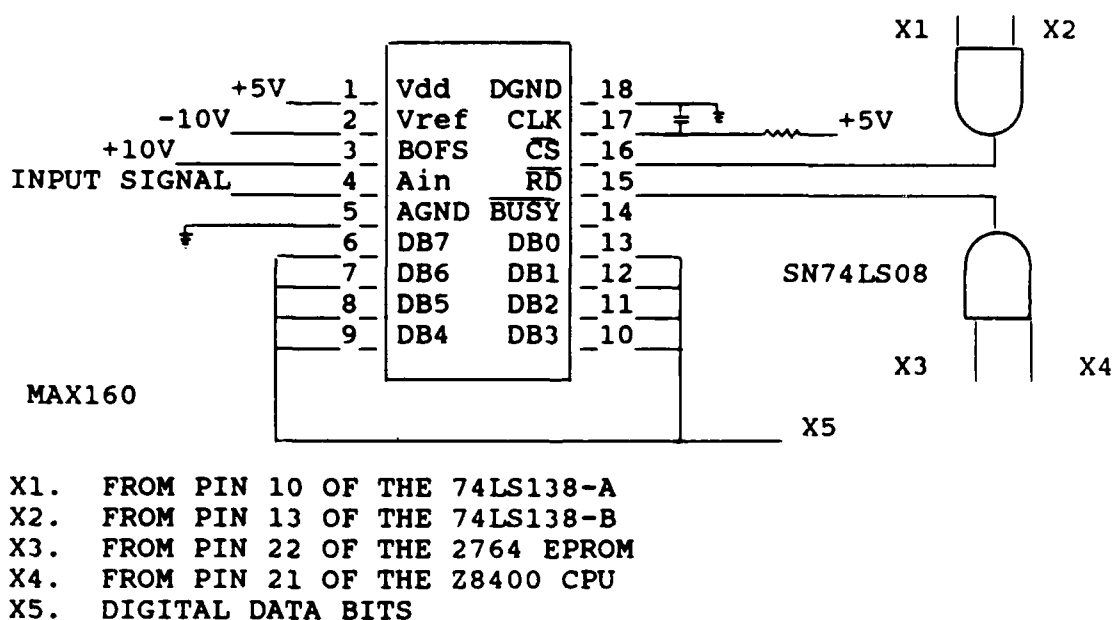 X1 X2
+5V 1 Vdd DGND 18
-10V 2 Vref CLK 17 +5V
+10V 3 BOFS CS 16
INPUT SIGNAL 4 Ain RD 15
5 AGND BUSY 14
6 DB7 DB0 13
7 DB6 DB1 12 SN74LS08
8 DB5 DB2 11
9 DB4 DB3 10
X3 X4
MAX160
X5
X1. FROM PIN 10 OF THE 74LS138-A
X2. FROM PIN 13 OF THE 74LS138-B
X3. FROM PIN 22 OF THE 2764 EPROM
X4. FROM PIN 21 OF THE Z8400 CPU
X5. DIGITAL DATA BITS